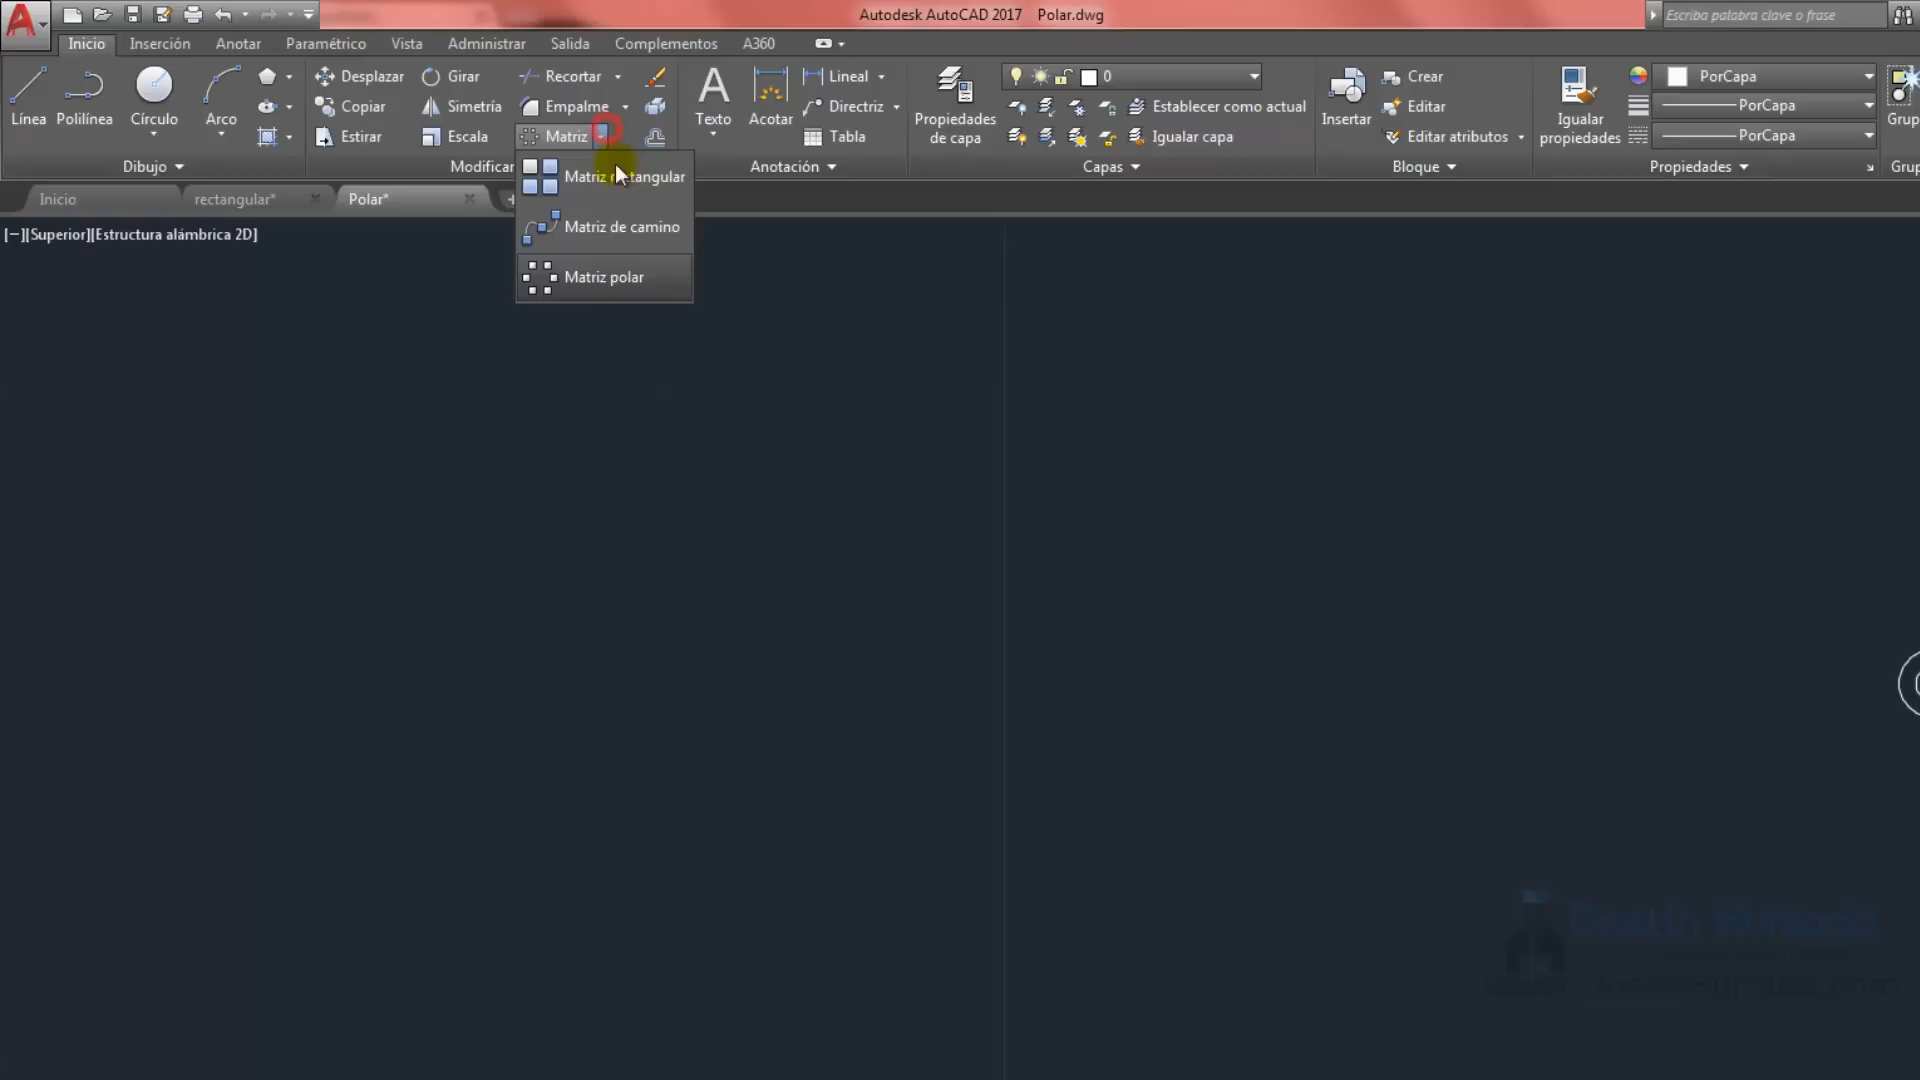 Autodesk AutoCAD 2017 Polar.dwg
Escriba palabra clave o frase
Inicio Inserción Anotar Paramétrico Vista Administrar Salida Complementos A360
Desplazar Girar Recortar Lineal 0 Crear PorCapa
Copiar Simetría Empalme Directriz Establecer como actual Editar PorCapa
Línea Polilínea Círculo Arco Texto Acotar Propiedades de capa Insertar Igualar propiedades Grup
Estirar Escala Matriz Tabla Igualar capa Editar atributos PorCapa
Dibujo Modificar Anotación Capas Bloque Propiedades Grup
Matriz rectangular
Matriz de camino
Matriz polar
Inicio rectangular* Polar*
[−][Superior][Estructura alámbrica 2D]